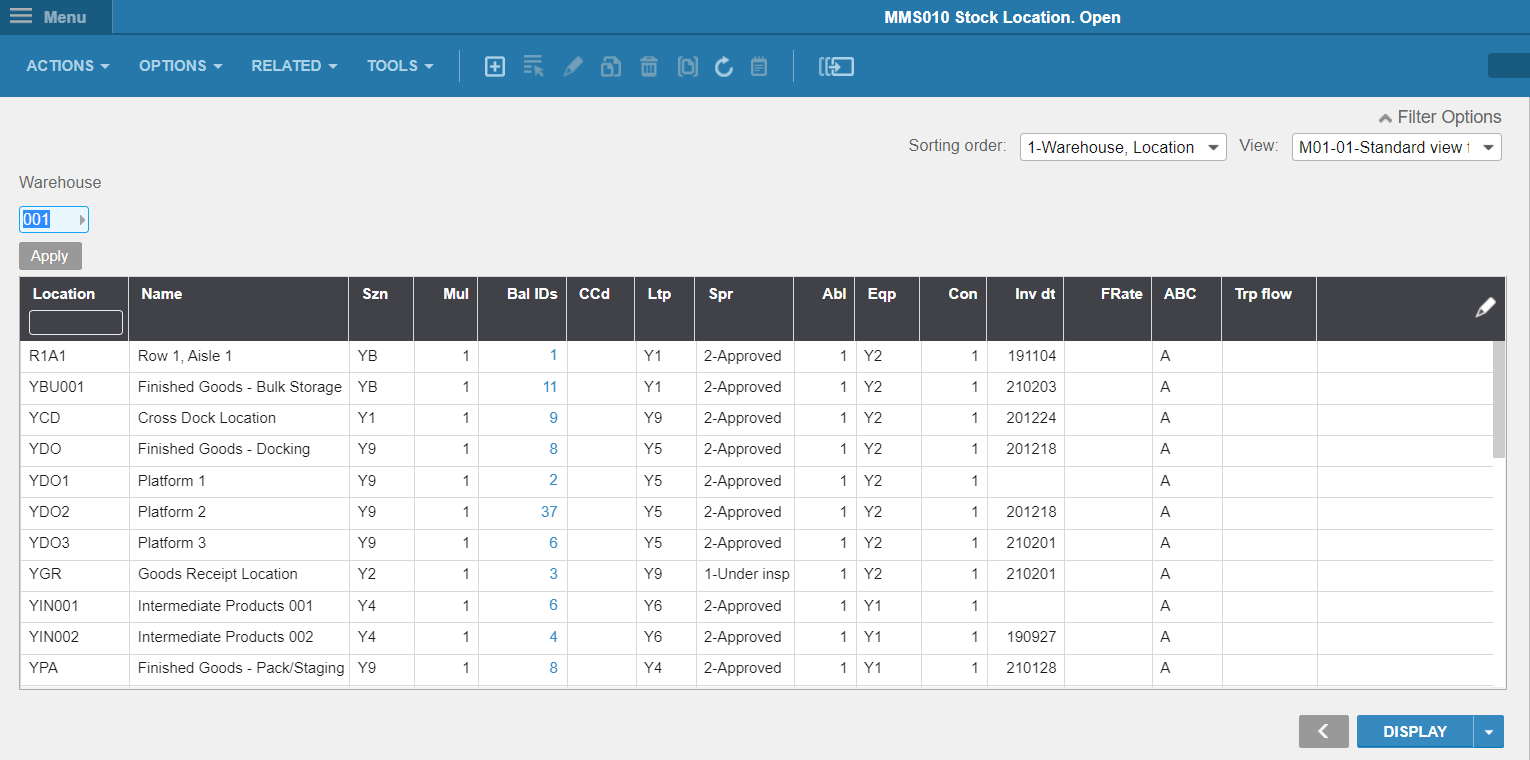 Menu
MMS010 Stock Location. Open
ACTIONS OPTIONS RELATED TOOLS
Filter Options
Sorting order: 1-Warehouse, Location View: M01-01-Standard view
Warehouse
001
Apply
Location Name Szn Mul Bal IDs CCd Ltp Spr Abl Eqp Con Inv dt FRate ABC Trp flow
R1A1 Row 1, Aisle 1 YB 1 1 Y1 2-Approved 1 Y2 1 191104 A
YBU001 Finished Goods - Bulk Storage YB 1 11 Y1 2-Approved 1 Y2 1 210203 A
YCD Cross Dock Location Y1 1 9 Y9 2-Approved 1 Y2 1 201224 A
YDO Finished Goods - Docking Y9 1 8 Y5 2-Approved 1 Y2 1 201218 A
YDO1 Platform 1 Y9 1 2 Y5 2-Approved 1 Y2 1 A
YDO2 Platform 2 Y9 1 37 Y5 2-Approved 1 Y2 1 201218 A
YDO3 Platform 3 Y9 1 6 Y5 2-Approved 1 Y2 1 210201 A
YGR Goods Receipt Location Y2 1 3 Y9 1-Under insp 1 Y2 1 210201 A
YIN001 Intermediate Products 001 Y4 1 6 Y6 2-Approved 1 Y1 1 A
YIN002 Intermediate Products 002 Y4 1 4 Y6 2-Approved 1 Y1 1 190927 A
YPA Finished Goods - Pack/Staging Y9 1 8 Y4 2-Approved 1 Y1 1 210128 A
DISPLAY